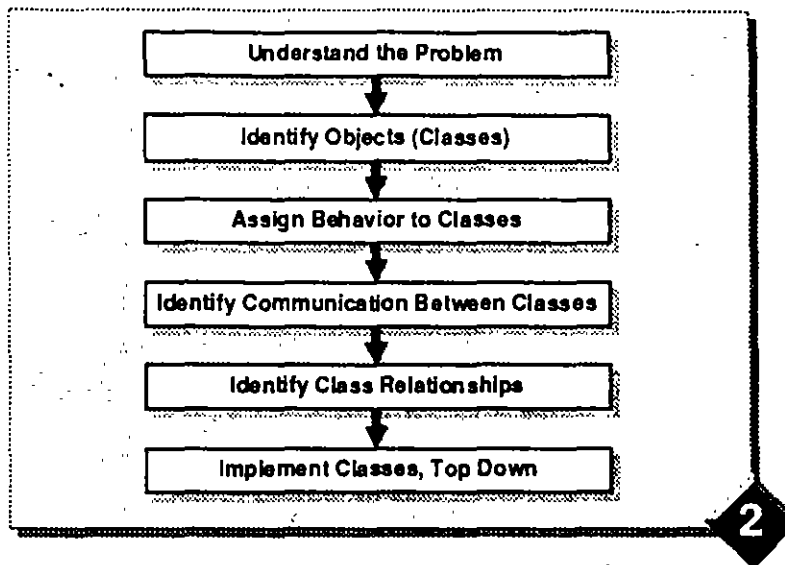 Understand the Problem
Identify Objects (Classes)
Assign Behavior to Classes
Identify Communication Between Classes
Identify Class Relationships
Implement Classes, Top Down
2